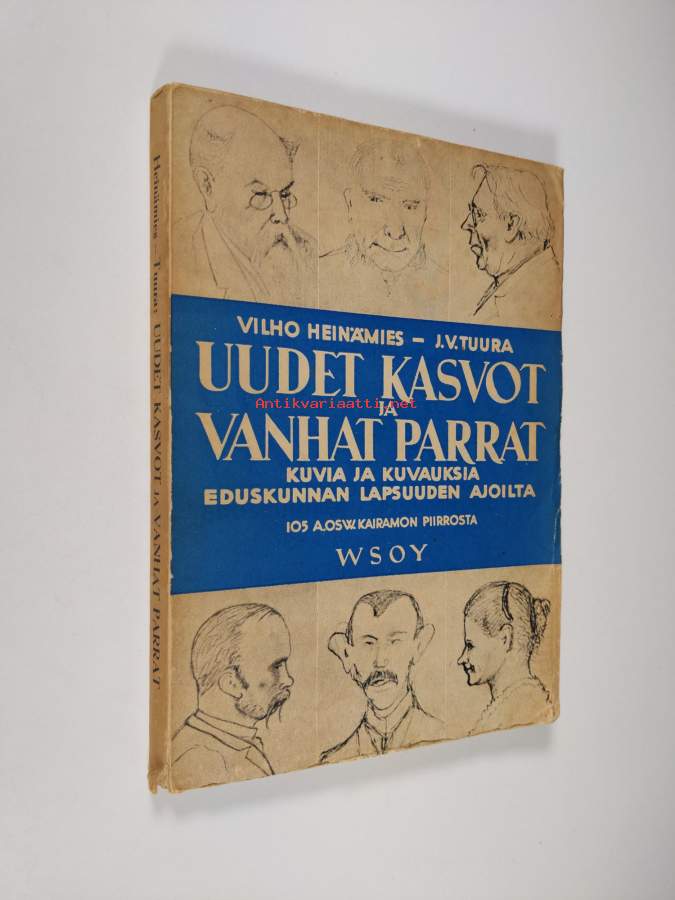 VILHO HEINÄMIES – J.V. TUURA
UUDET KASVOT
JA
Antikvariaatti.net
VANHAT PARRAT
KUVIA JA KUVAUKSIA
EDUSKUNNAN LAPSUUDEN AJOILTA
105 A.OSW. KAIRAMON PIIRROSTA
WSOY
Heinämies – Tuura: UUDET KASVOT JA VANHAT PARRAT